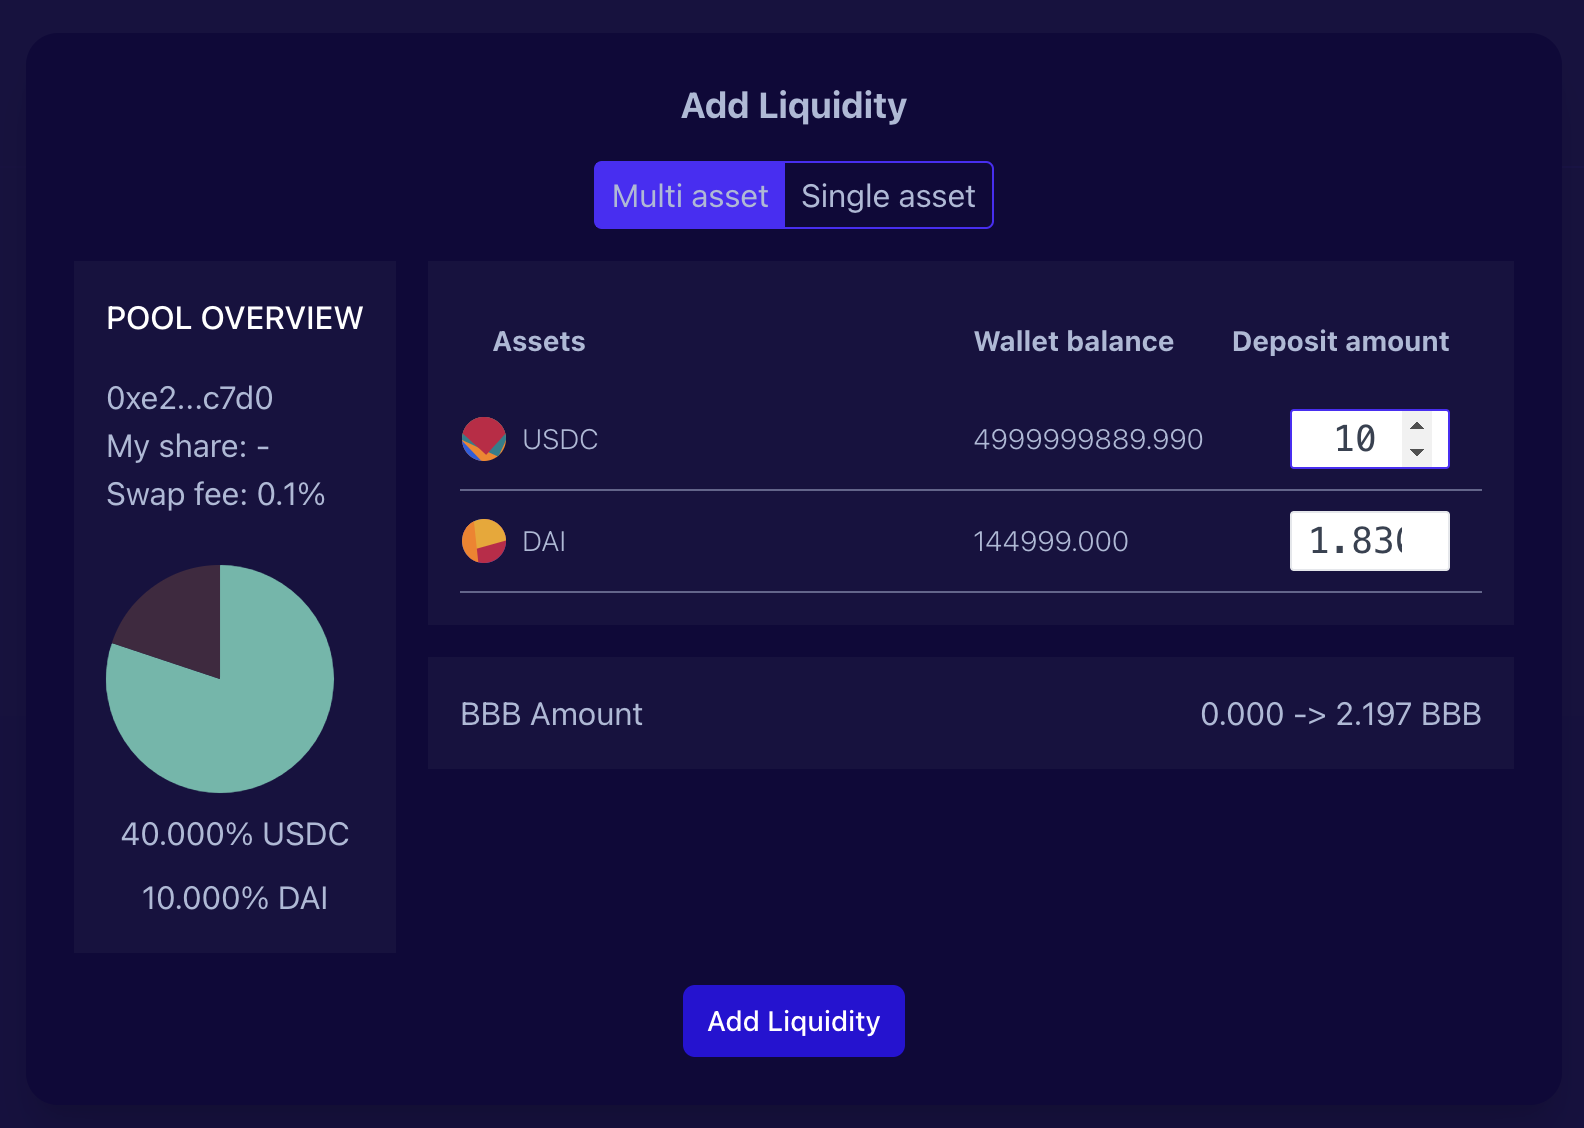 Add Liquidity
Multi asset Single asset
POOL OVERVIEW
0xe2...c7d0
My share: -
Swap fee: 0.1%
40.000% USDC
10.000% DAI
Assets Wallet balance Deposit amount
USDC 4999999889.990 10
DAI 144999.000 1.830
BBB Amount 0.000 -> 2.197 BBB
Add Liquidity